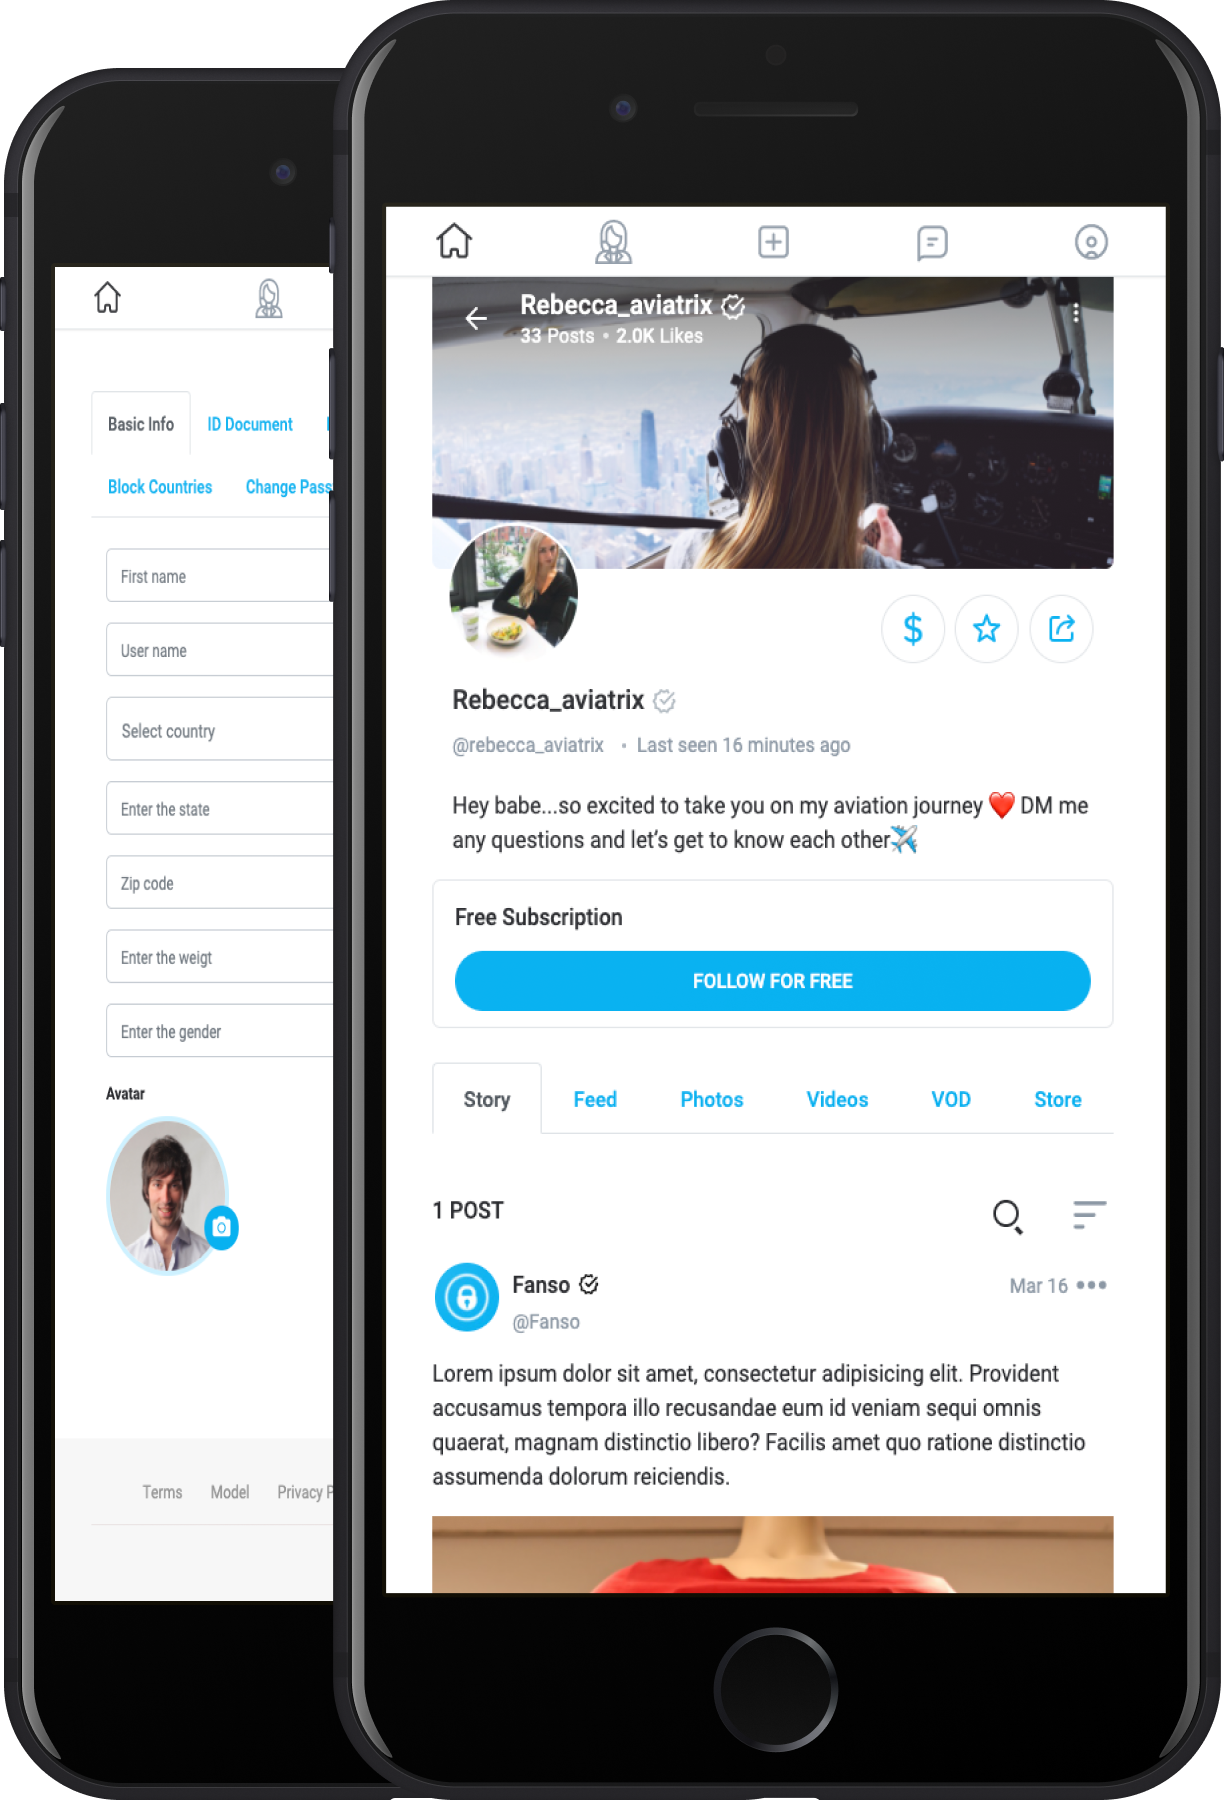 Basic Info
ID Document
Block Countries
Change Pass
First name
User name
Select country
Enter the state
Zip code
Enter the weigt
Enter the gender
Avatar
Terms
Model
Privacy P
Rebecca_aviatrix
33 Posts • 2.0K Likes
$
Rebecca_aviatrix
@rebecca_aviatrix • Last seen 16 minutes ago
Hey babe...so excited to take you on my aviation journey ❤️ DM me
any questions and let's get to know each other✈️
Free Subscription
FOLLOW FOR FREE
Story
Feed
Photos
Videos
VOD
Store
1 POST
Fanso
Mar 16 •••
@Fanso
Lorem ipsum dolor sit amet, consectetur adipisicing elit. Provident
accusamus tempora illo recusandae eum id veniam sequi omnis
quaerat, magnam distinctio libero? Facilis amet quo ratione distinctio
assumenda dolorum reiciendis.